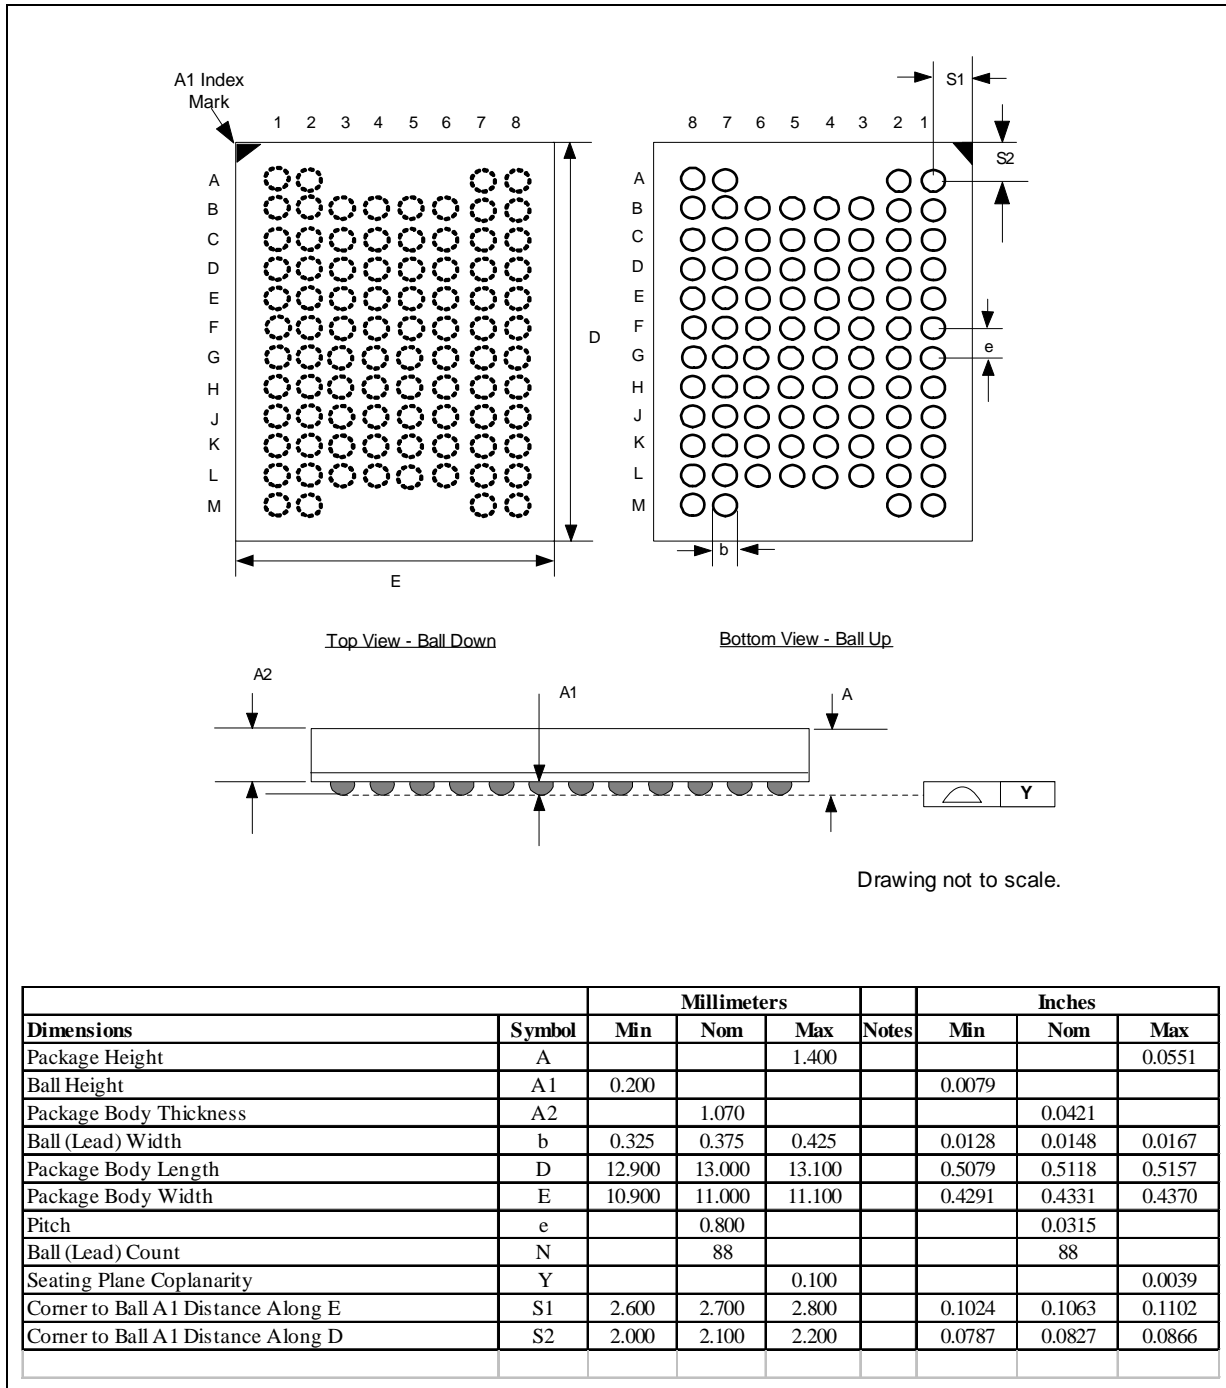 A1 Index
Mark
S1
1 2 3 4 5 6 7 8
8 7 6 5 4 3 2 1
S2
A
B
C
D
E
F
G
H
J
K
L
M
D
E
A
B
C
D
E
F
G
H
J
K
L
M
e
b
Top View - Ball Down
Bottom View - Ball Up
A2
A1
A
Y
Drawing not to scale.
Millimeters Inches
Dimensions Symbol Min Nom Max Notes Min Nom Max
Package Height A 1.400 0.0551
Ball Height A1 0.200 0.0079
Package Body Thickness A2 1.070 0.0421
Ball (Lead) Width b 0.325 0.375 0.425 0.0128 0.0148 0.0167
Package Body Length D 12.900 13.000 13.100 0.5079 0.5118 0.5157
Package Body Width E 10.900 11.000 11.100 0.4291 0.4331 0.4370
Pitch e 0.800 0.0315
Ball (Lead) Count N 88 88
Seating Plane Coplanarity Y 0.100 0.0039
Corner to Ball A1 Distance Along E S1 2.600 2.700 2.800 0.1024 0.1063 0.1102
Corner to Ball A1 Distance Along D S2 2.000 2.100 2.200 0.0787 0.0827 0.0866